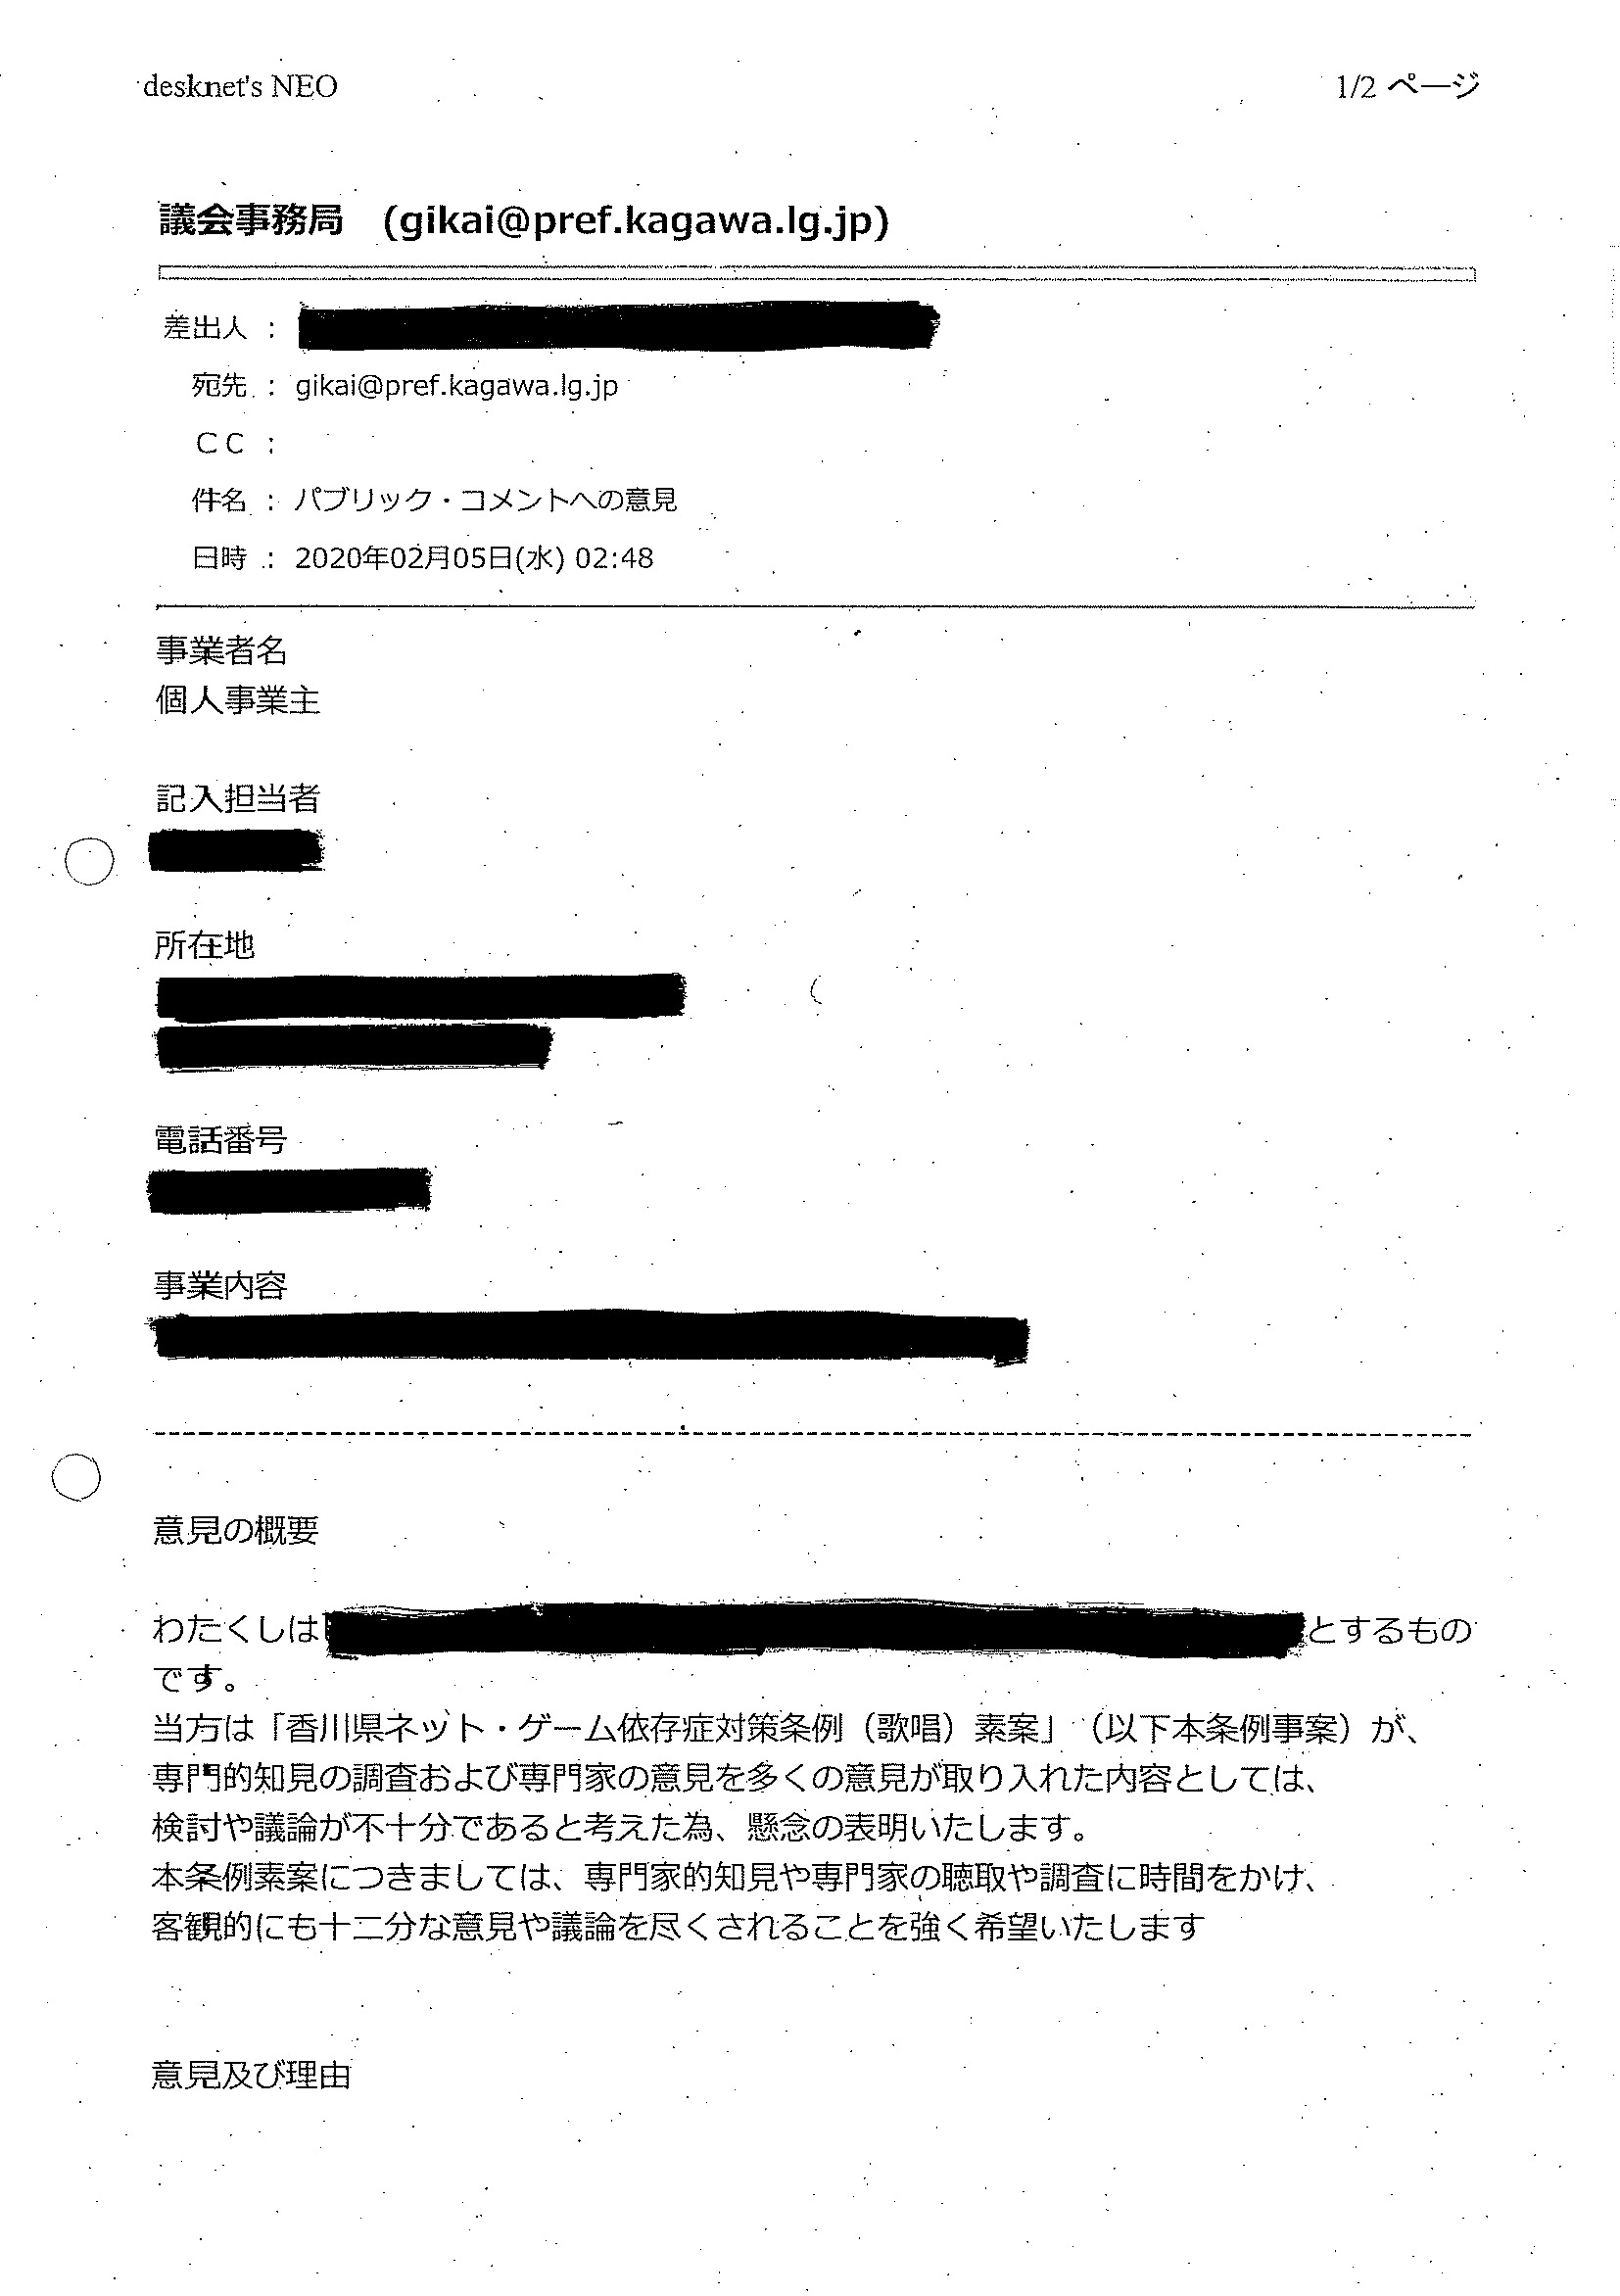 desknet's NEO
1/2 ページ
議会事務局　(gikai@pref.kagawa.lg.jp)
差出人 :
宛先 : gikai@pref.kagawa.lg.jp
ＣＣ :
件名 : パブリック・コメントへの意見
日時 : 2020年02月05日(水) 02:48
事業者名
個人事業主
記入担当者
所在地
電話番号
事業内容
意見の概要
わたくしは とするもの
です。
当方は「香川県ネット・ゲーム依存症対策条例（歌唱）素案」（以下本条例事案）が、
専門的知見の調査および専門家の意見を多くの意見が取り入れた内容としては、
検討や議論が不十分であると考えた為、懸念の表明いたします。
本条例素案につきましては、専門家的知見や専門家の聴取や調査に時間をかけ、
客観的にも十二分な意見や議論を尽くされることを強く希望いたします
意見及び理由